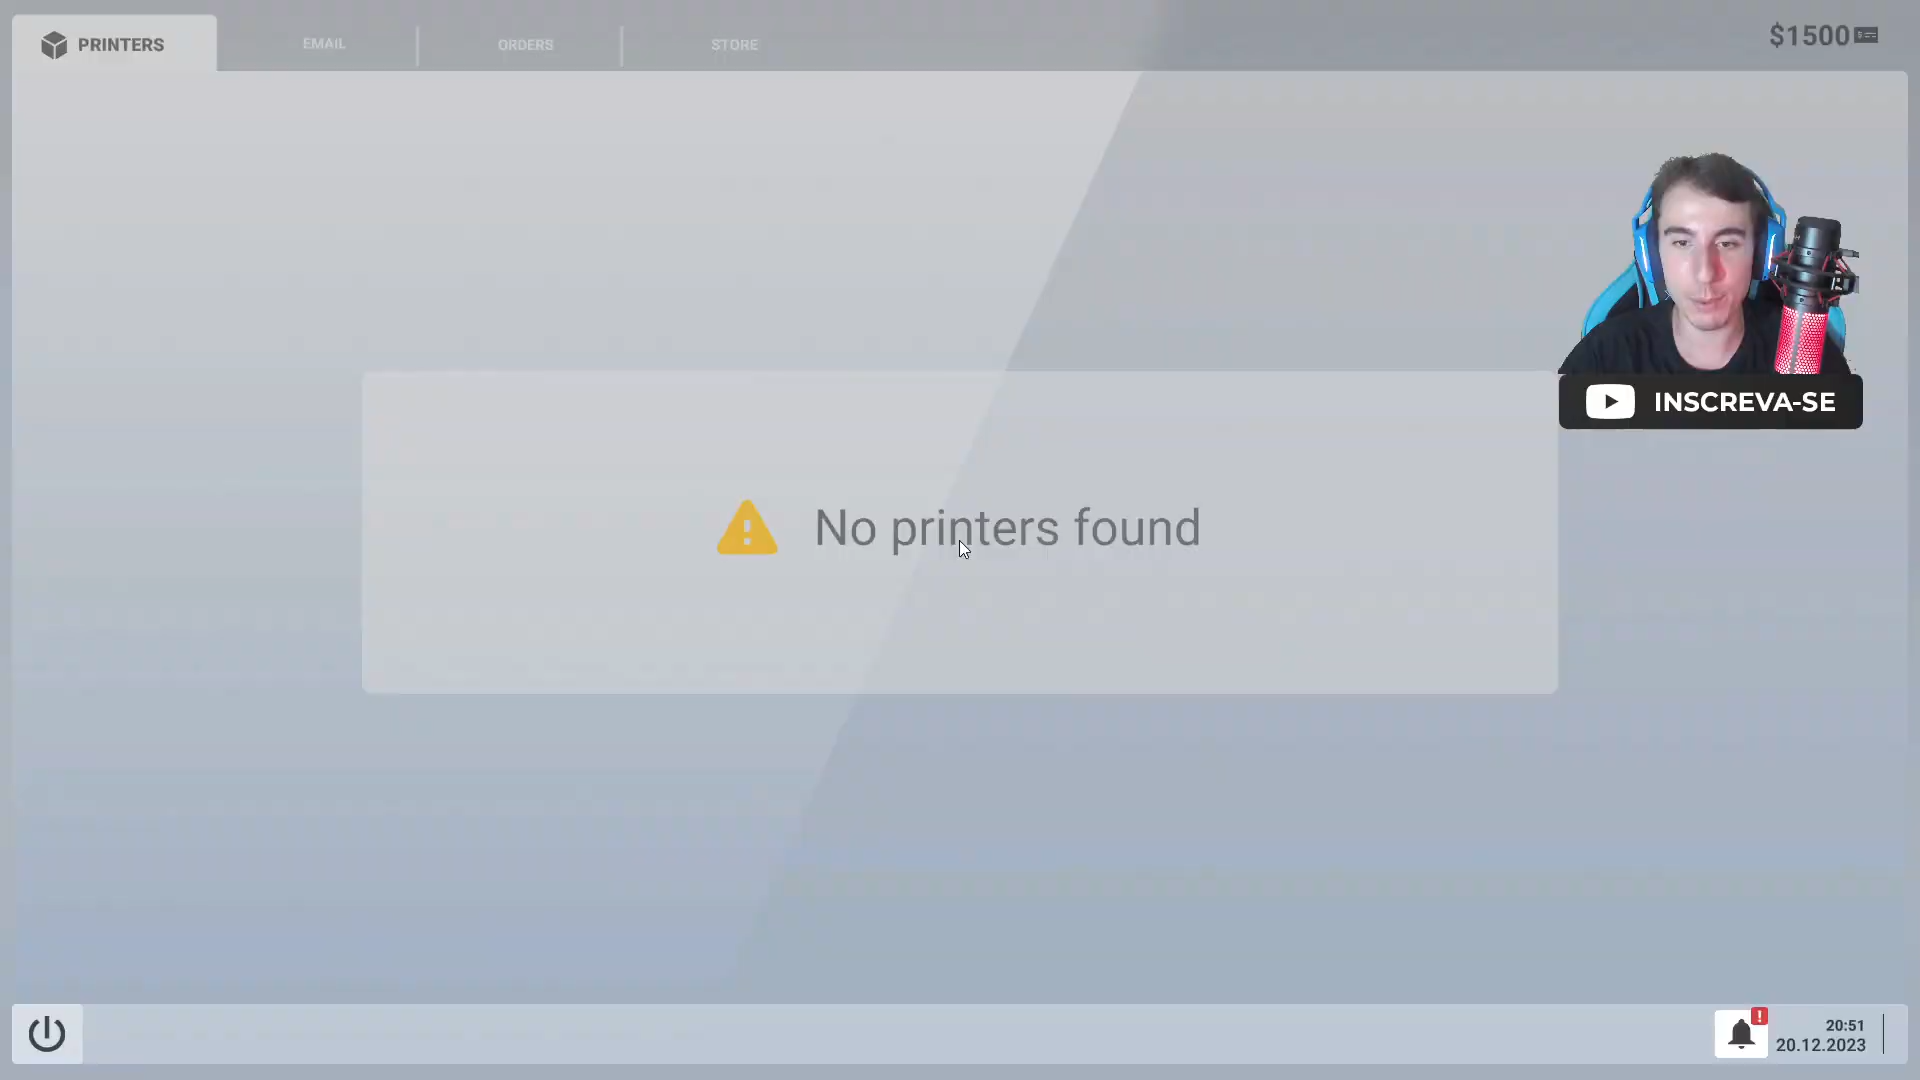 PRINTERS
EMAIL
ORDERS
STORE
$1500
INSCREVA-SE
No printers found
!
20:51
20.12.2023